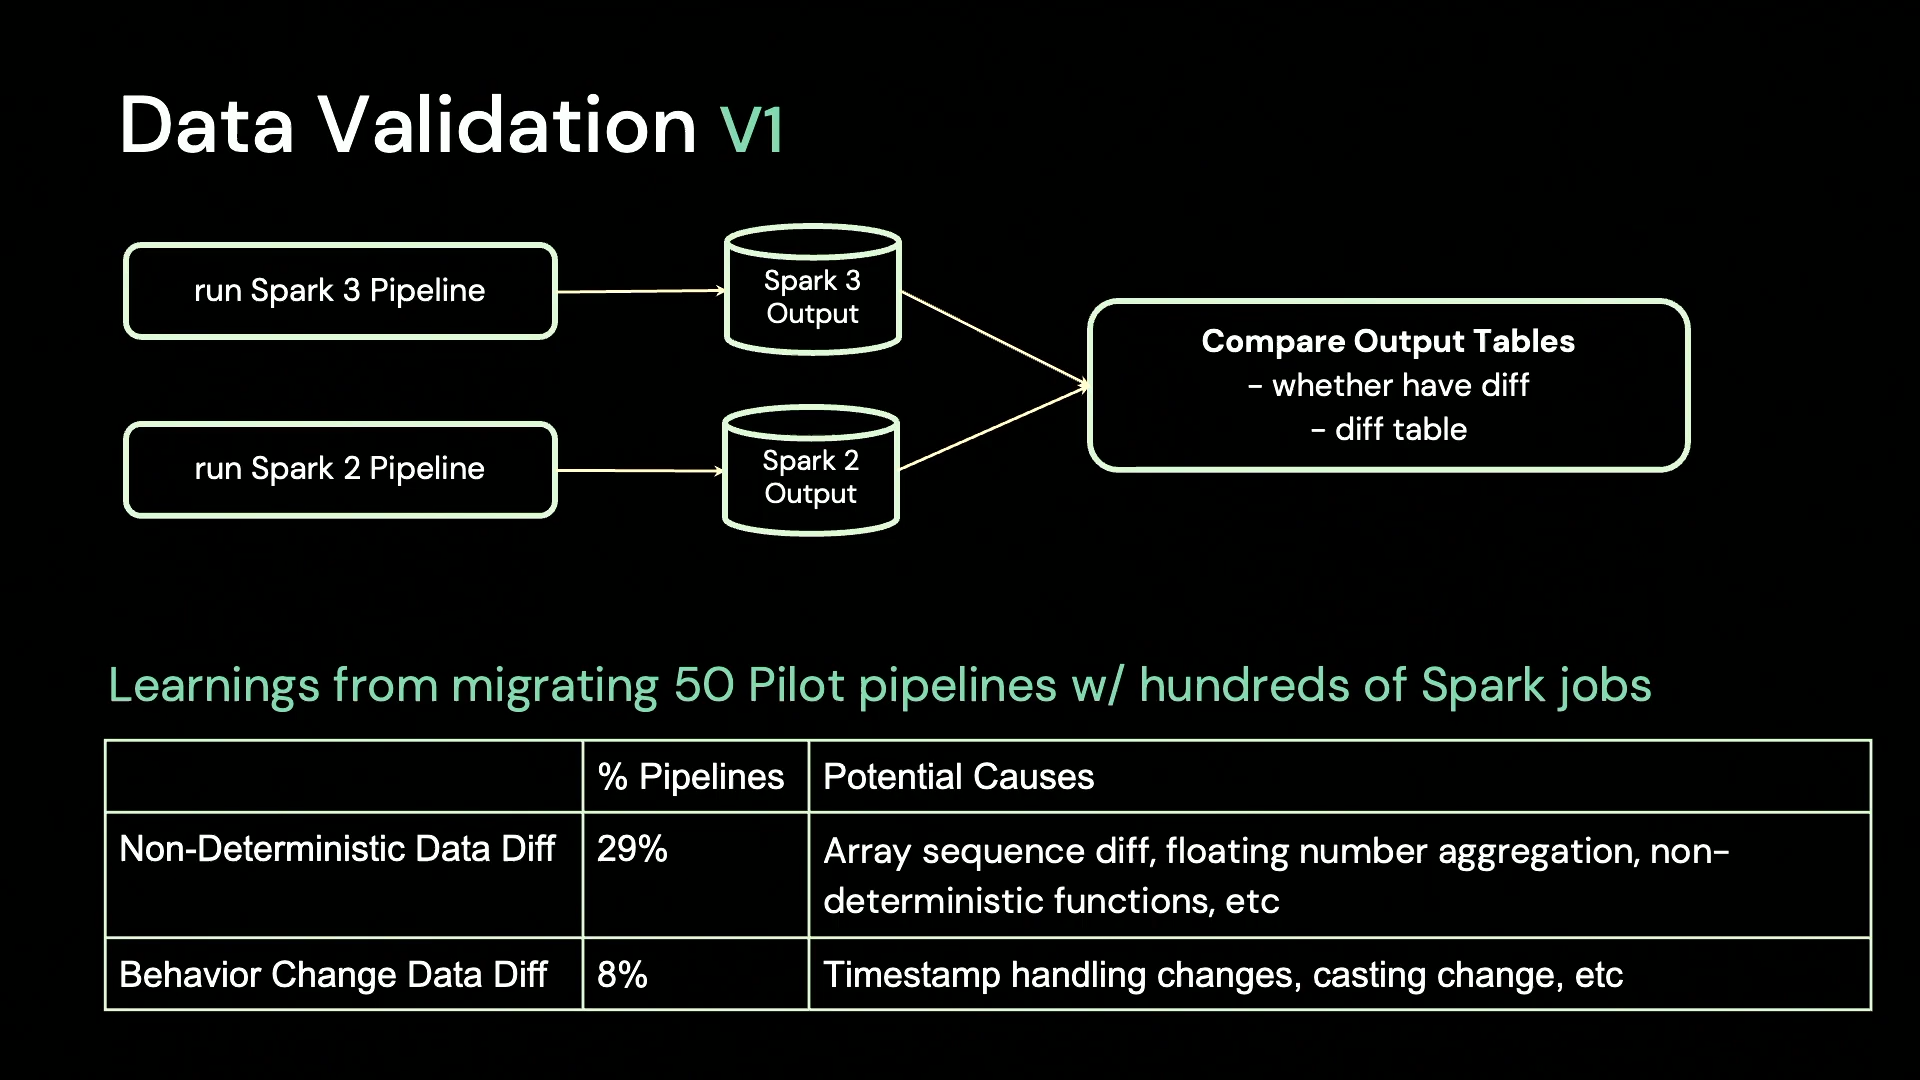 Data Validation V1
run Spark 3 Pipeline
Spark 3
Output
Compare Output Tables
- whether have diff
- diff table
run Spark 2 Pipeline
Spark 2
Output
Learnings from migrating 50 Pilot pipelines w/ hundreds of Spark jobs
% Pipelines
Potential Causes
Non-Deterministic Data Diff
29%
Array sequence diff, floating number aggregation, non-
deterministic functions, etc
Behavior Change Data Diff
8%
Timestamp handling changes, casting change, etc